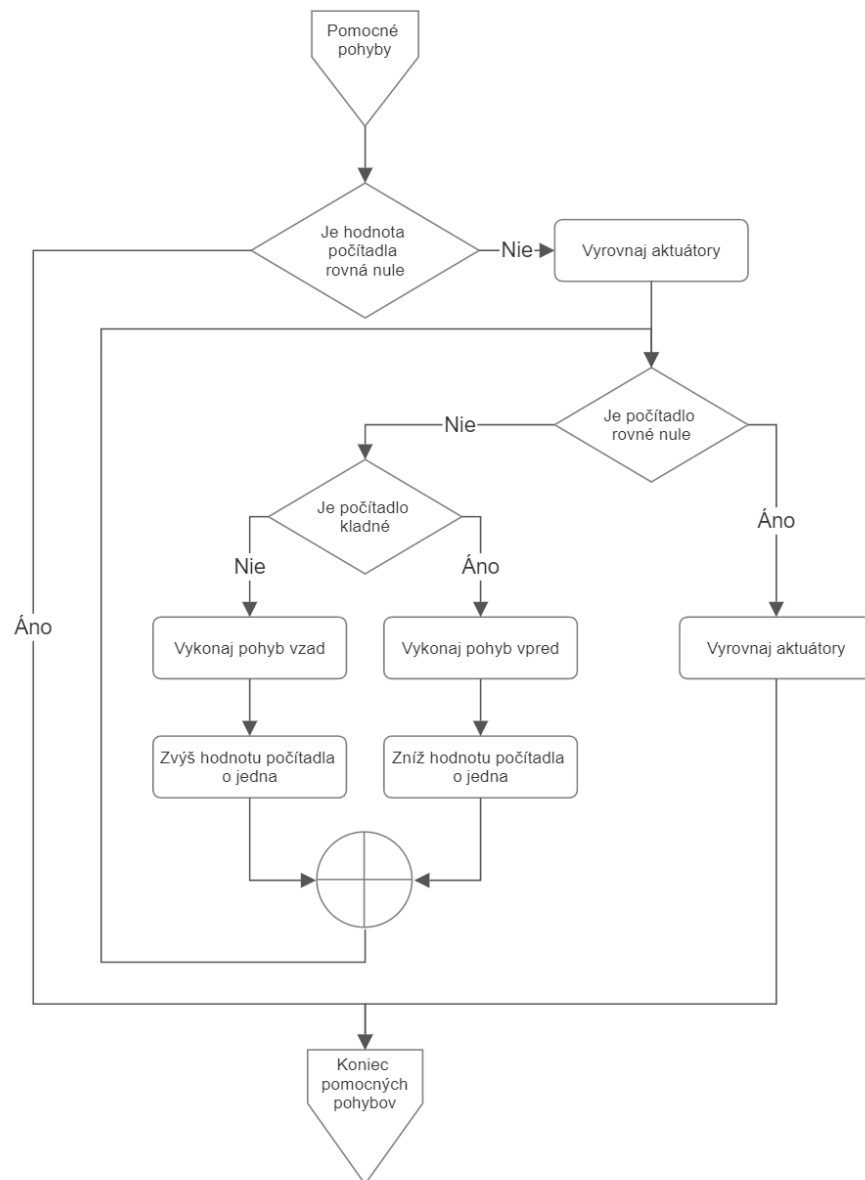 Pomocné
pohyby
Je hodnota
počítadla
rovná nule
Nie
Vyrovnaj aktuátory
Je počítadlo
rovné nule
Nie
Je počítadlo
kladné
Áno
Nie
Áno
Áno
Vykonaj pohyb vzad
Vykonaj pohyb vpred
Vyrovnaj aktuátory
Zvýš hodnotu počítadla
o jedna
Zníž hodnotu počítadla
o jedna
Koniec
pomocných
pohybov